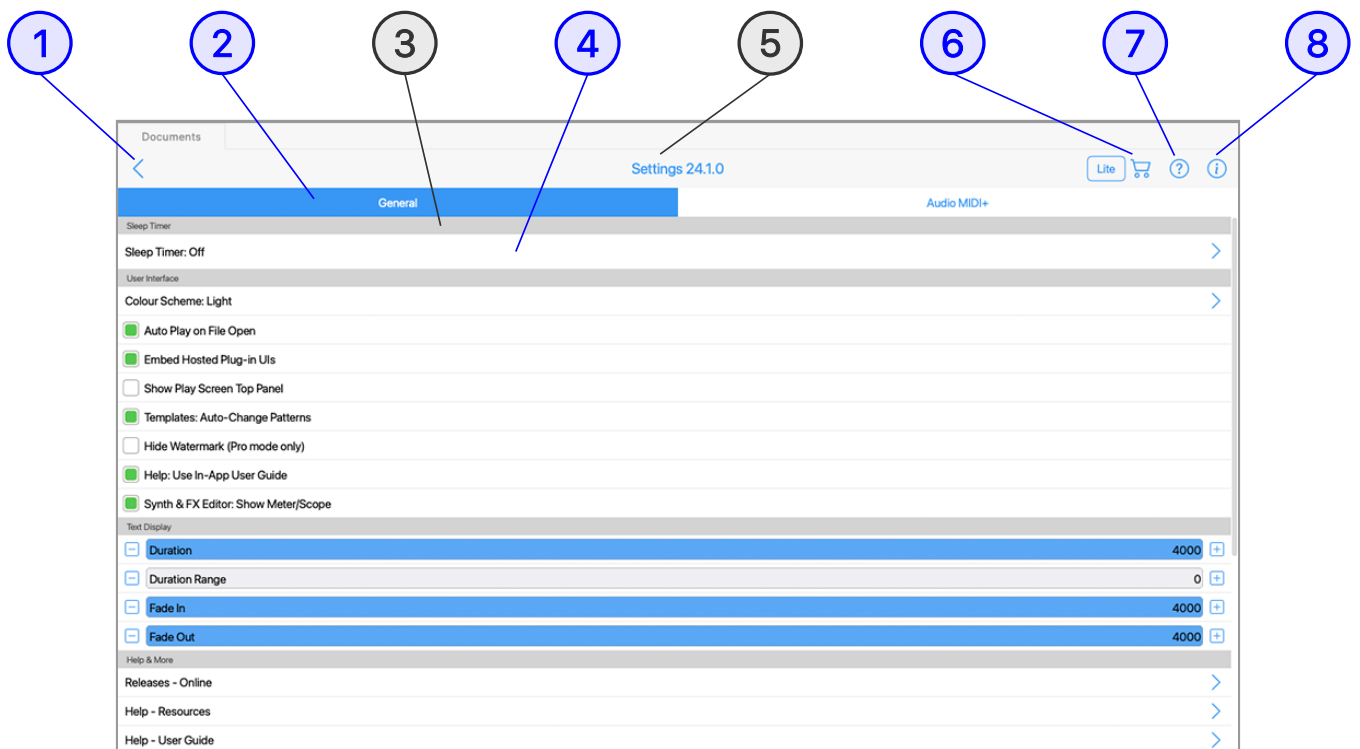 1 2 3 4 5 6 7 8
Documents
Settings 24.1.0 Lite ? i
General Audio MIDI+
Sleep Timer
Sleep Timer: Off
User Interface
Colour Scheme: Light
Auto Play on File Open
Embed Hosted Plug-in UIs
Show Play Screen Top Panel
Templates: Auto-Change Patterns
Hide Watermark (Pro mode only)
Help: Use In-App User Guide
Synth & FX Editor: Show Meter/Scope
Text Display
Duration 4000
Duration Range 0
Fade In 4000
Fade Out 4000
Help & More
Releases - Online
Help - Resources
Help - User Guide